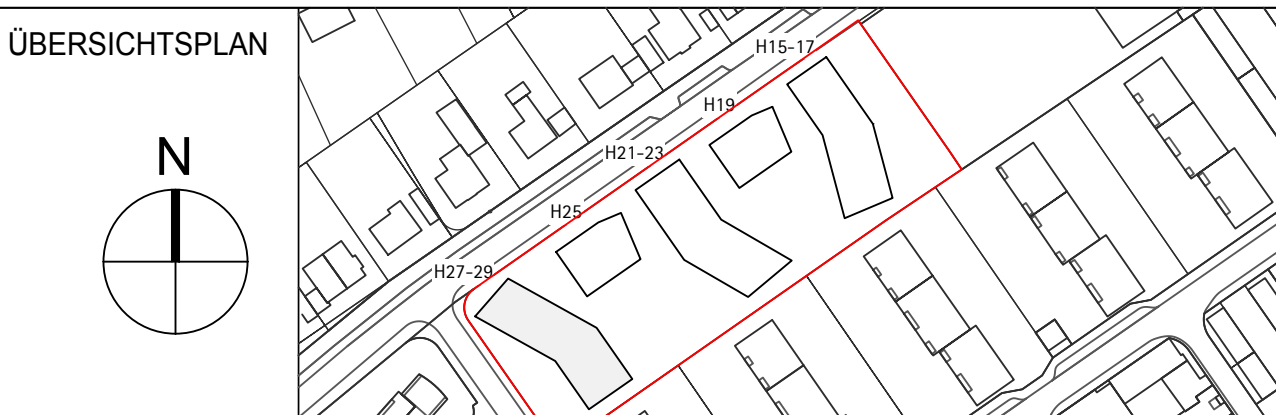 ÜBERSICHTSPLAN
N
H15-17
H19
H21-23
H25
H27-29